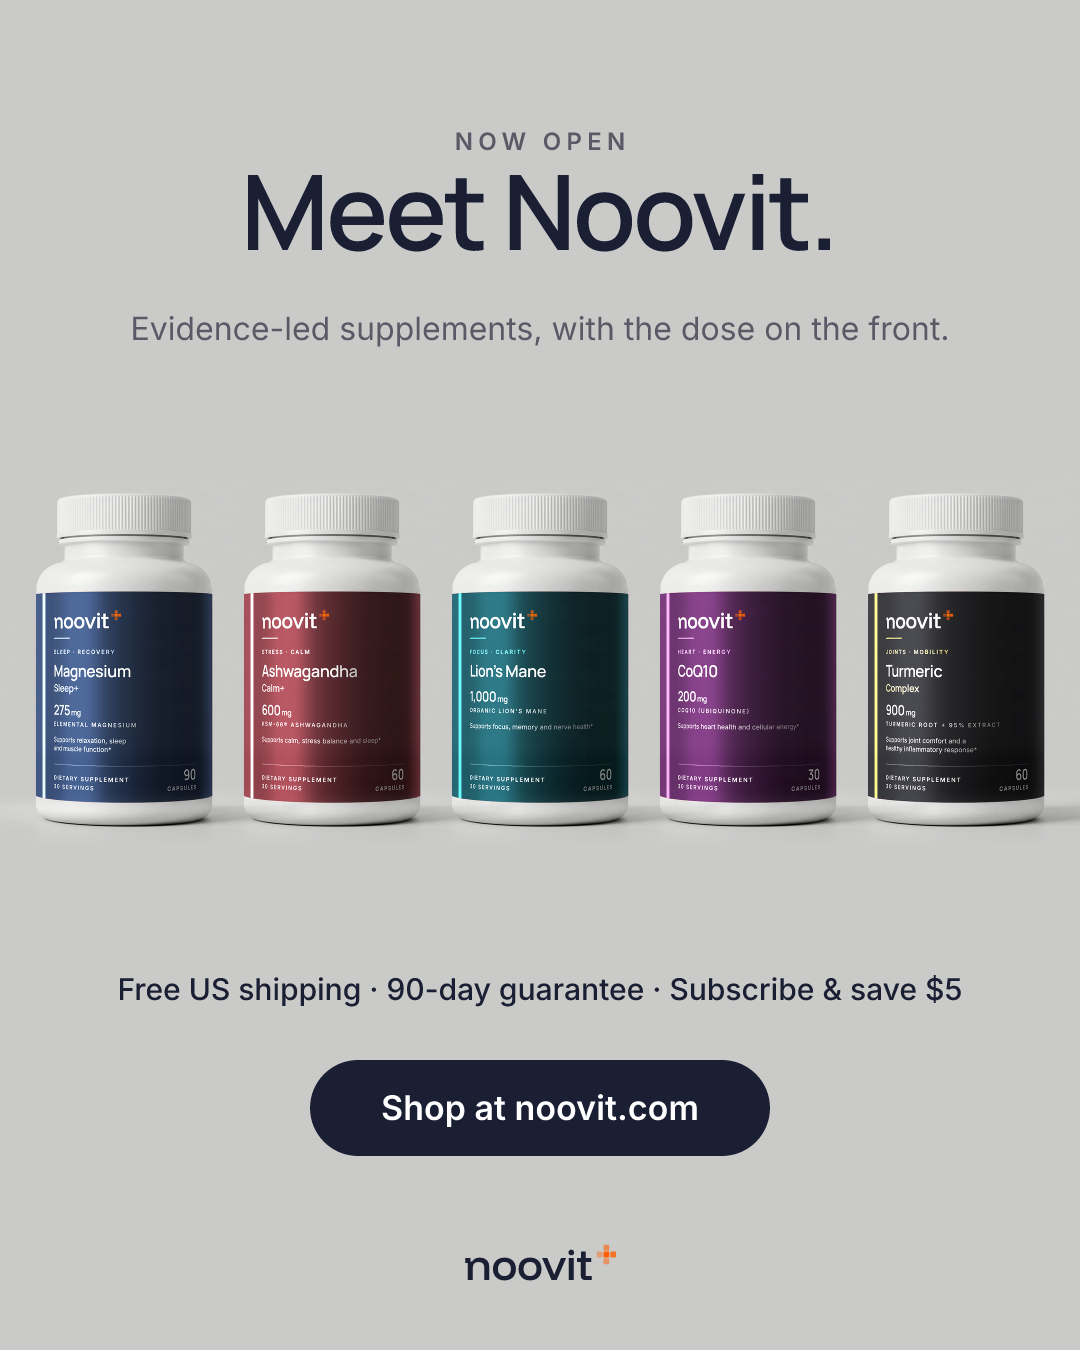 NOW OPEN
Meet Noovit.
Evidence-led supplements, with the dose on the front.
noovit
SLEEP · RECOVERY
Magnesium
Sleep+
275mg
ELEMENTAL MAGNESIUM
Supports relaxation, sleep
and muscle function*
DIETARY SUPPLEMENT
30 SERVINGS
90
CAPSULES
noovit
STRESS · CALM
Ashwagandha
Calm+
600mg
KSM-66® ASHWAGANDHA
Supports calm, stress balance and sleep*
DIETARY SUPPLEMENT
30 SERVINGS
60
CAPSULES
noovit
FOCUS · CLARITY
Lion's Mane
1,000mg
ORGANIC LION'S MANE
Supports focus, memory and nerve health*
DIETARY SUPPLEMENT
30 SERVINGS
60
CAPSULES
noovit
HEART · ENERGY
CoQ10
200mg
COQ10 (UBIQUINONE)
Supports heart health and cellular energy*
DIETARY SUPPLEMENT
30 SERVINGS
30
CAPSULES
noovit
JOINTS · MOBILITY
Turmeric
Complex
900mg
TURMERIC ROOT + 95% EXTRACT
Supports joint comfort and a
healthy inflammatory response*
DIETARY SUPPLEMENT
30 SERVINGS
60
CAPSULES
Free US shipping · 90-day guarantee · Subscribe & save $5
Shop at noovit.com
noovit